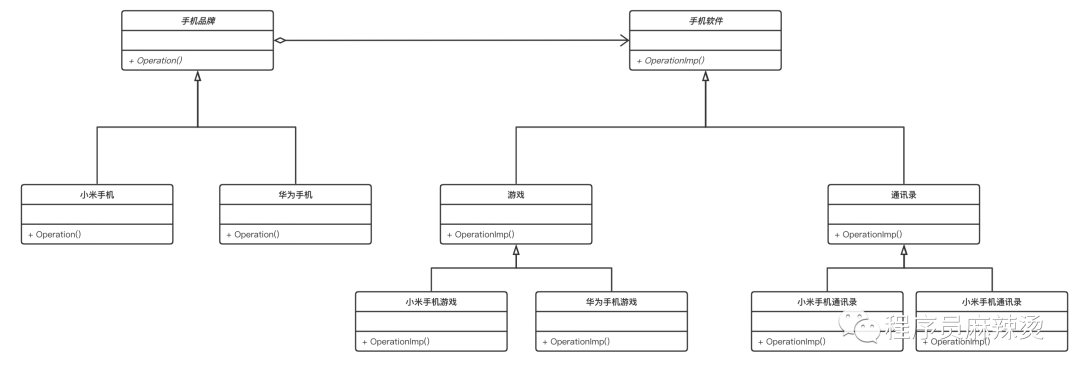 手机品牌
+ Operation()
手机软件
+ OperationImp()
小米手机
+ Operation()
华为手机
+ Operation()
游戏
+ OperationImp()
通讯录
+ OperationImp()
小米手机游戏
+ OperationImp()
华为手机游戏
+ OperationImp()
小米手机通讯录
+ OperationImp()
小米手机通讯录
+ OperationImp()
程序员麻辣烫